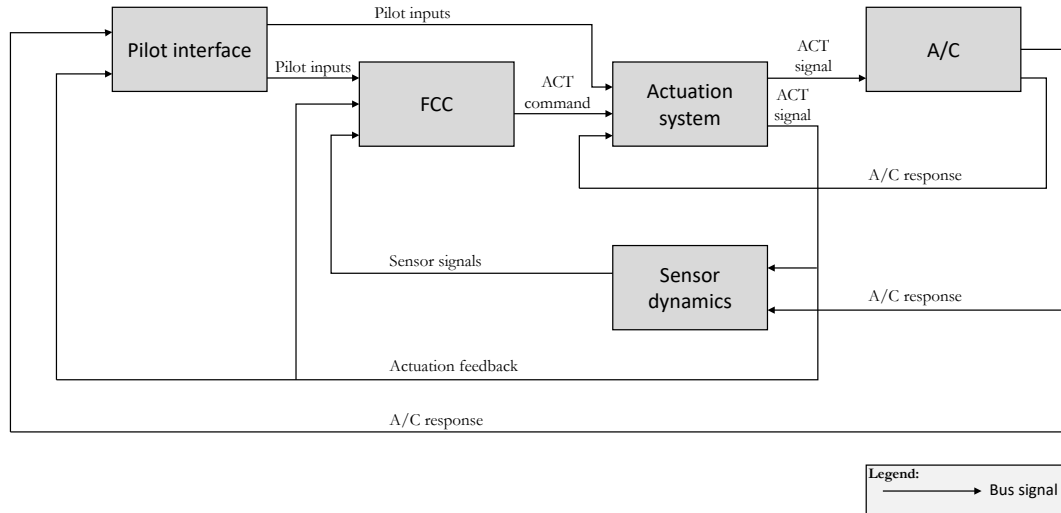 Pilot inputs
Pilot interface
Pilot inputs
FCC
ACT
command
Actuation
system
ACT
signal
ACT
signal
A/C
A/C response
Sensor signals
Sensor
dynamics
A/C response
Actuation feedback
A/C response
Legend:
Bus signal